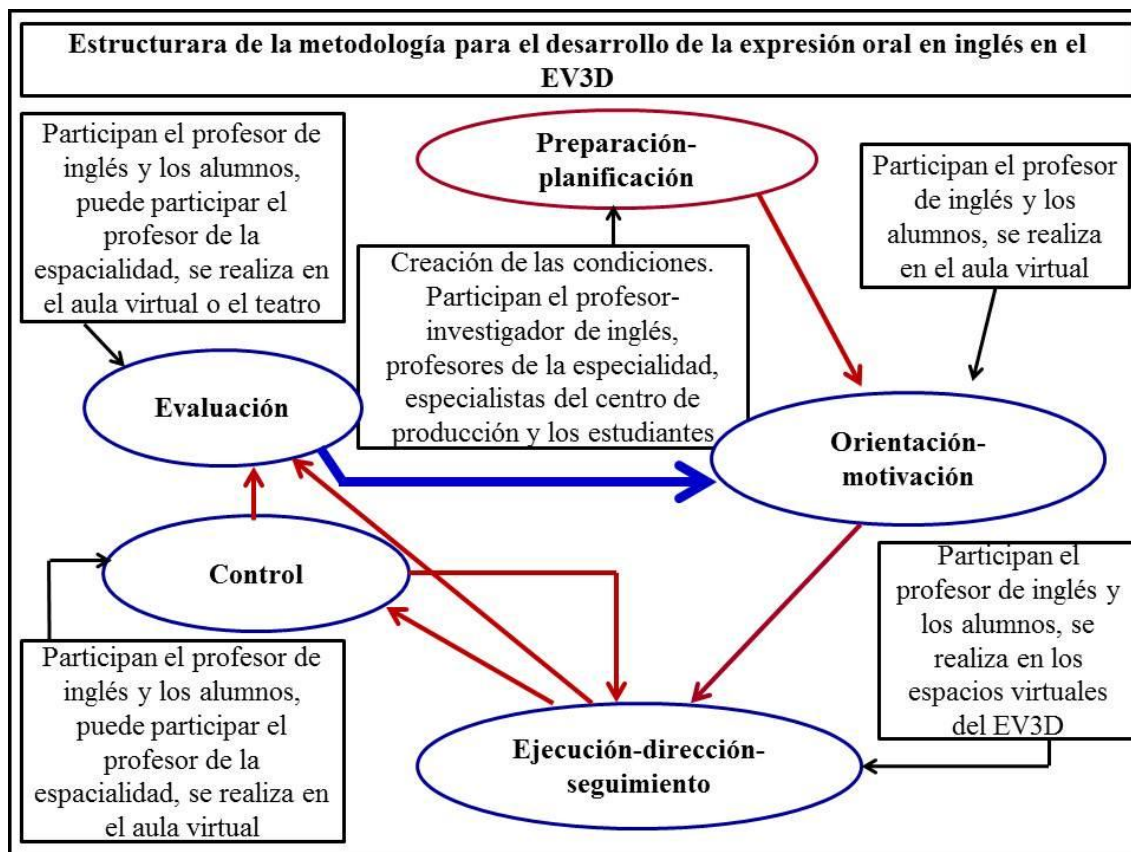 Estructurara de la metodología para el desarrollo de la expresión oral en inglés en el
EV3D
Participan el profesor de
inglés y los alumnos,
puede participar el
profesor de la
espacialidad, se realiza en
el aula virtual o el teatro
Preparación-
planificación
Participan el profesor
de inglés y los
alumnos, se realiza
en el aula virtual
Creación de las condiciones.
Participan el profesor-
investigador de inglés,
profesores de la especialidad,
especialistas del centro de
producción y los estudiantes
Evaluación
Orientación-
motivación
Control
Participan el
profesor de inglés y
los alumnos, se
realiza en los
espacios virtuales
del EV3D
Participan el profesor de
inglés y los alumnos,
puede participar el
profesor de la
espacialidad, se realiza en
el aula virtual
Ejecución-dirección-
seguimiento